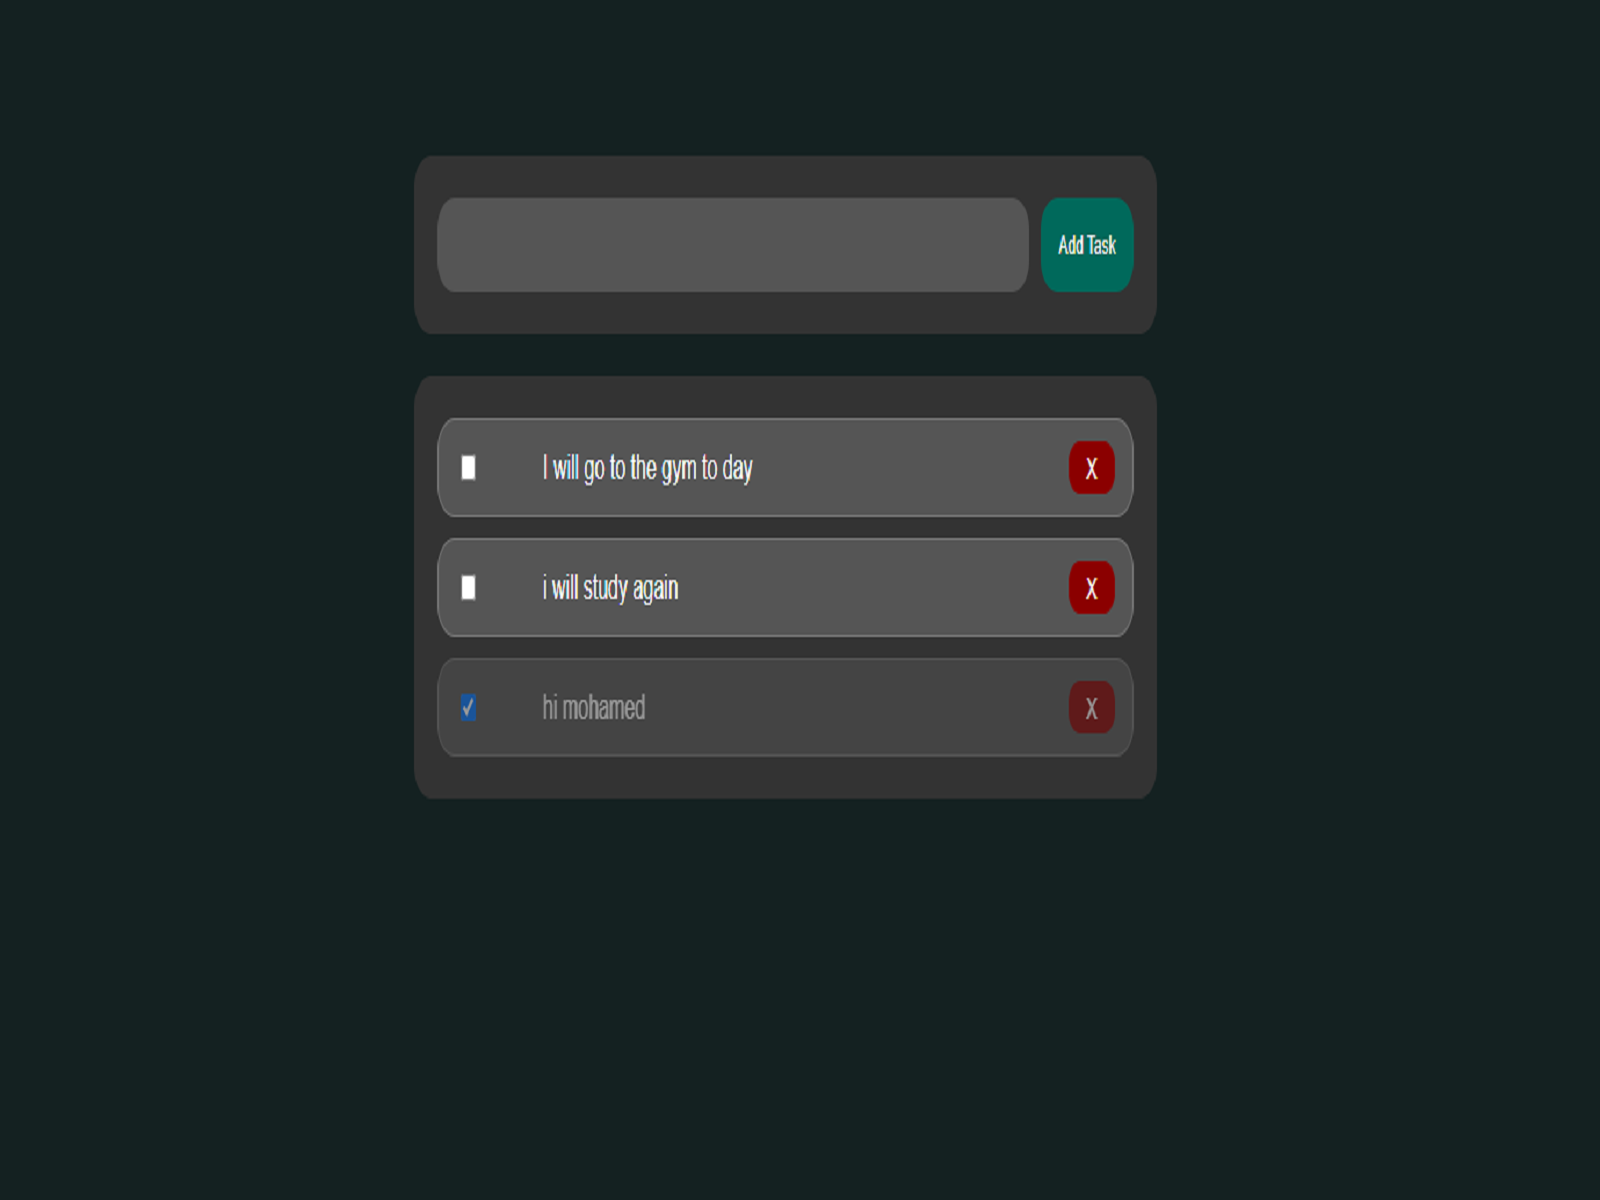 Add Task
I will go to the gym to day
X
i will study again
X
hi mohamed
X